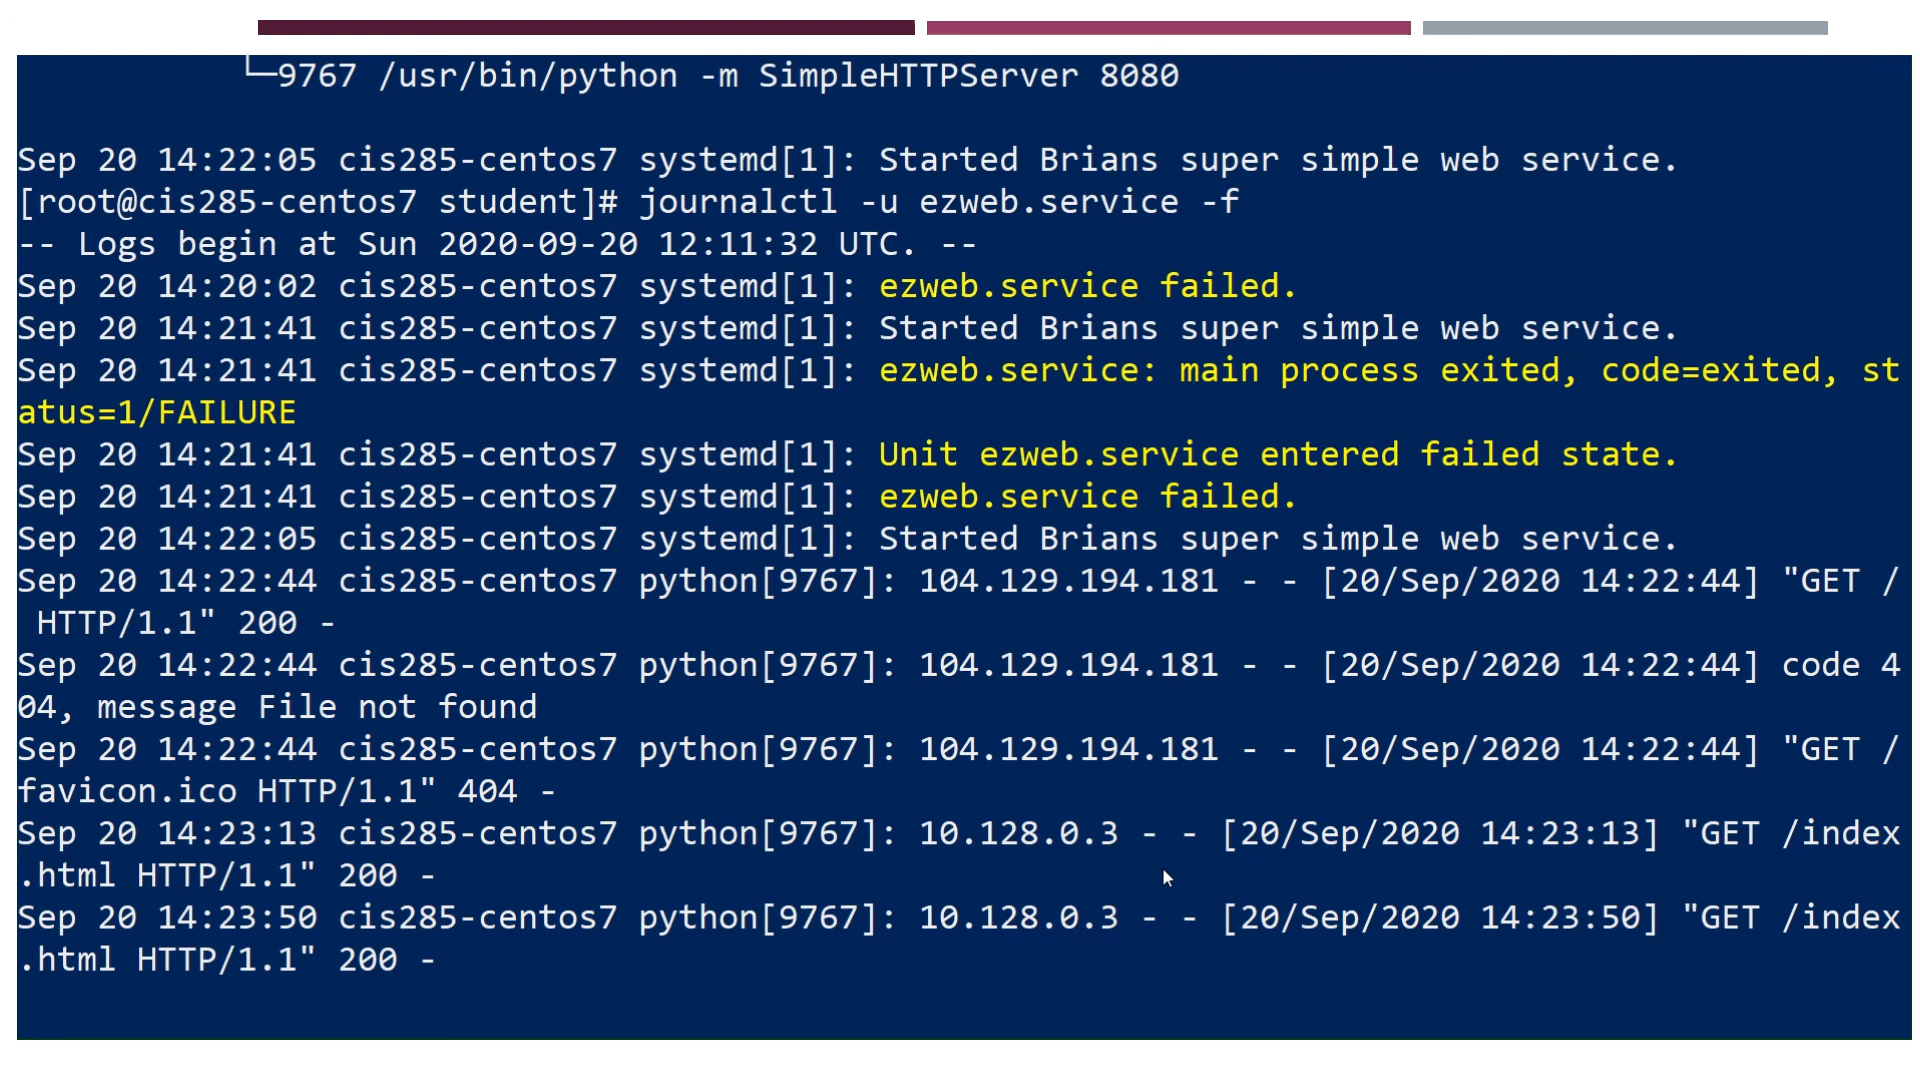 └─9767 /usr/bin/python -m SimpleHTTPServer 8080
Sep 20 14:22:05 cis285-centos7 systemd[1]: Started Brians super simple web service.
[root@cis285-centos7 student]# journalctl -u ezweb.service -f
-- Logs begin at Sun 2020-09-20 12:11:32 UTC. --
Sep 20 14:20:02 cis285-centos7 systemd[1]: ezweb.service failed.
Sep 20 14:21:41 cis285-centos7 systemd[1]: Started Brians super simple web service.
Sep 20 14:21:41 cis285-centos7 systemd[1]: ezweb.service: main process exited, code=exited, st
atus=1/FAILURE
Sep 20 14:21:41 cis285-centos7 systemd[1]: Unit ezweb.service entered failed state.
Sep 20 14:21:41 cis285-centos7 systemd[1]: ezweb.service failed.
Sep 20 14:22:05 cis285-centos7 systemd[1]: Started Brians super simple web service.
Sep 20 14:22:44 cis285-centos7 python[9767]: 104.129.194.181 - - [20/Sep/2020 14:22:44] "GET /
 HTTP/1.1" 200 -
Sep 20 14:22:44 cis285-centos7 python[9767]: 104.129.194.181 - - [20/Sep/2020 14:22:44] code 4
04, message File not found
Sep 20 14:22:44 cis285-centos7 python[9767]: 104.129.194.181 - - [20/Sep/2020 14:22:44] "GET /
favicon.ico HTTP/1.1" 404 -
Sep 20 14:23:13 cis285-centos7 python[9767]: 10.128.0.3 - - [20/Sep/2020 14:23:13] "GET /index
.html HTTP/1.1" 200 -
Sep 20 14:23:50 cis285-centos7 python[9767]: 10.128.0.3 - - [20/Sep/2020 14:23:50] "GET /index
.html HTTP/1.1" 200 -